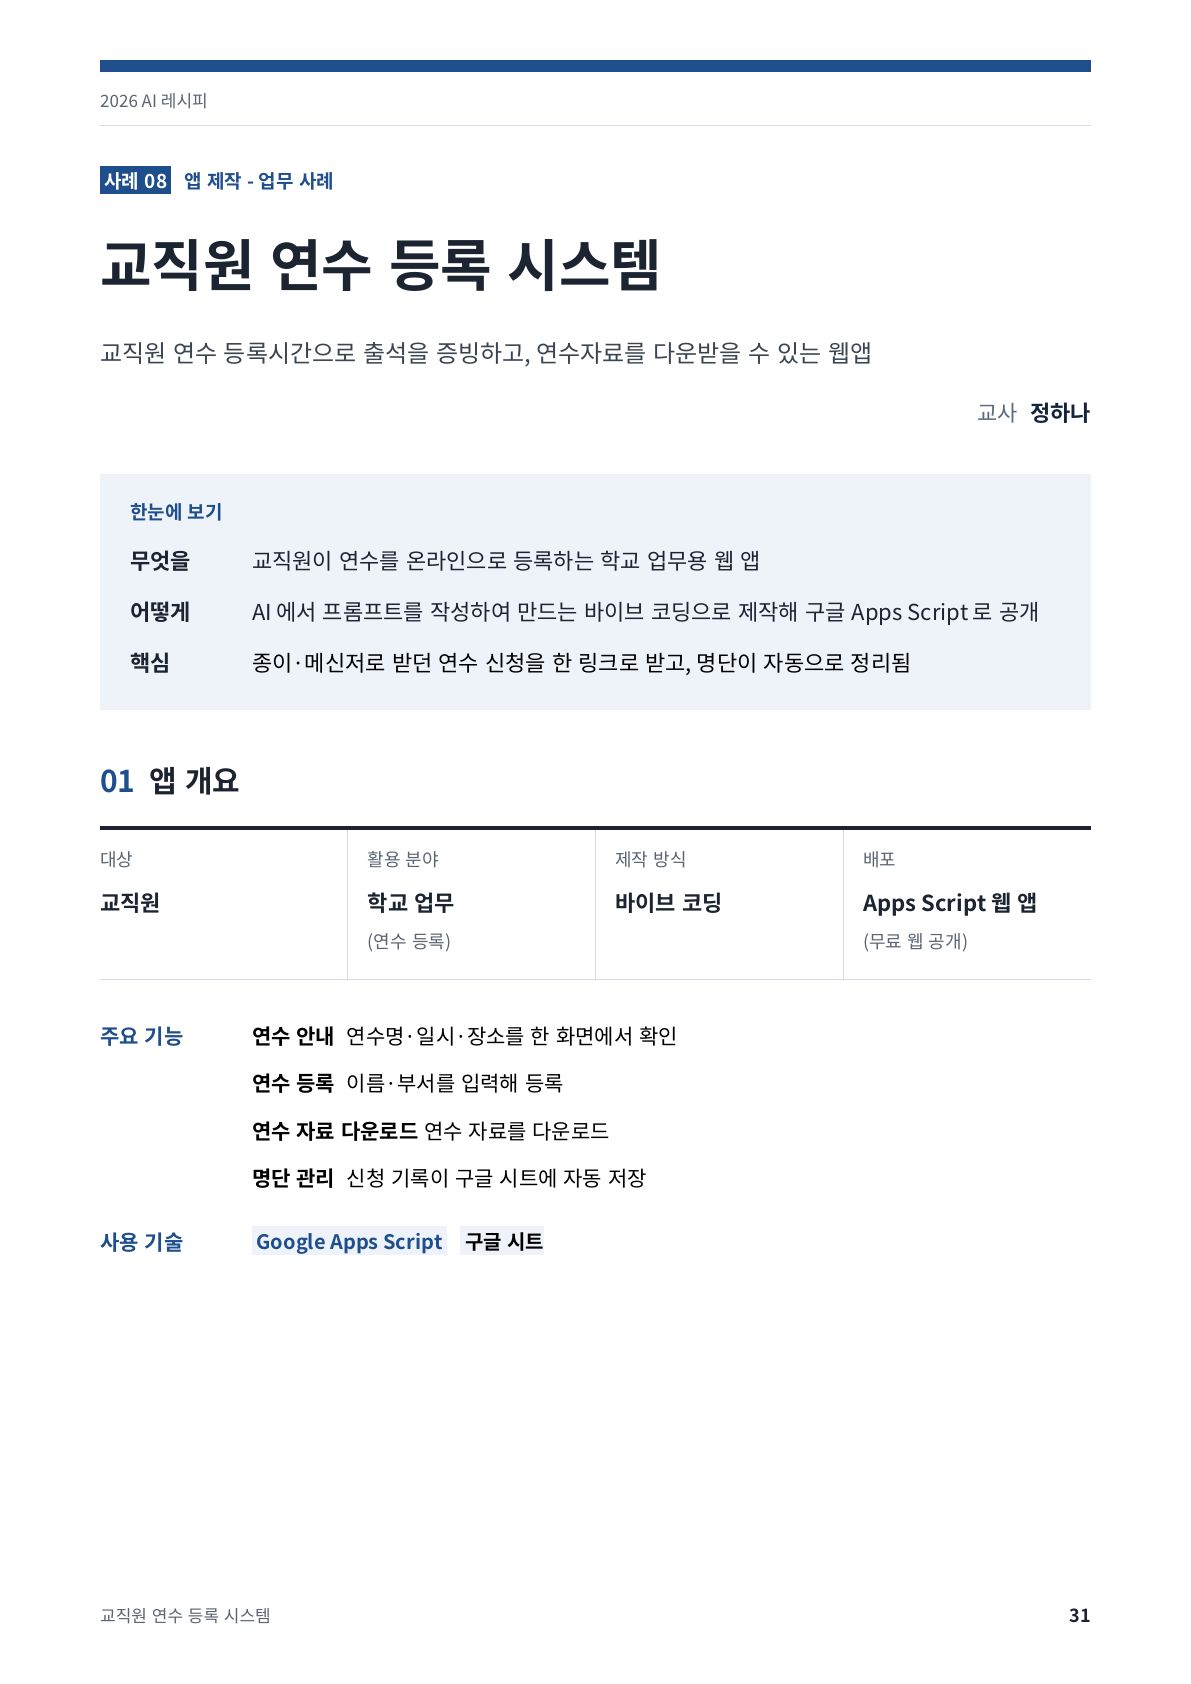 2026 AI 레시피
사례 08 앱 제작 - 업무 사례
교직원 연수 등록 시스템
교직원 연수 등록시간으로 출석을 증빙하고, 연수자료를 다운받을 수 있는 웹앱
교사 정하나
한눈에 보기
무엇을 교직원이 연수를 온라인으로 등록하는 학교 업무용 웹 앱
어떻게 AI 에서 프롬프트를 작성하여 만드는 바이브 코딩으로 제작해 구글 Apps Script 로 공개
핵심 종이·메신저로 받던 연수 신청을 한 링크로 받고, 명단이 자동으로 정리됨
01 앱 개요
대상 활용 분야 제작 방식 배포
교직원 학교 업무 바이브 코딩 Apps Script 웹 앱
(연수 등록) (무료 웹 공개)
주요 기능 연수 안내 연수명·일시·장소를 한 화면에서 확인
연수 등록 이름·부서를 입력해 등록
연수 자료 다운로드 연수 자료를 다운로드
명단 관리 신청 기록이 구글 시트에 자동 저장
사용 기술 Google Apps Script 구글 시트
교직원 연수 등록 시스템 31